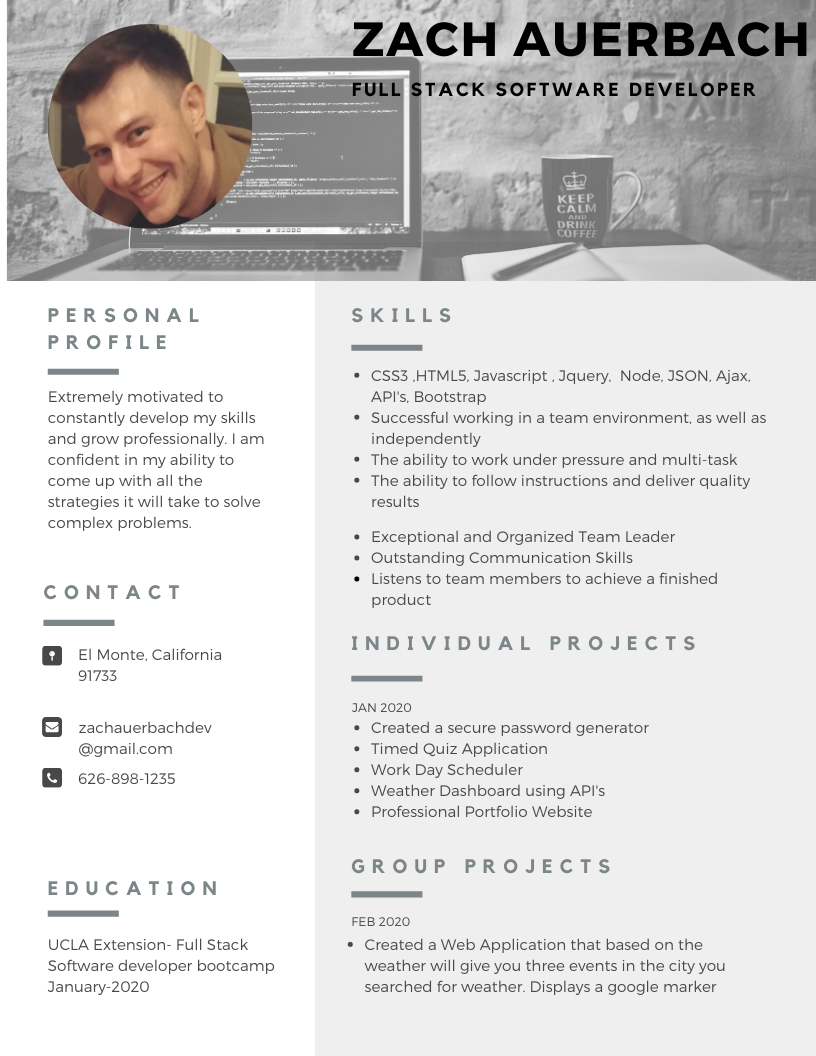 ZACH AUERBACH
FULL STACK SOFTWARE DEVELOPER
KEEP
CALM
AND
DRINK
COFFEE
PERSONAL
PROFILE
Extremely motivated to
constantly develop my skills
and grow professionally. I am
confident in my ability to
come up with all the
strategies it will take to solve
complex problems.
CONTACT
El Monte, California
91733
zachauerbachdev
@gmail.com
626-898-1235
EDUCATION
UCLA Extension- Full Stack
Software developer bootcamp
January-2020
SKILLS
• CSS3 ,HTML5, Javascript , Jquery,  Node, JSON, Ajax,
API's, Bootstrap
• Successful working in a team environment, as well as
independently
• The ability to work under pressure and multi-task
• The ability to follow instructions and deliver quality
results
• Exceptional and Organized Team Leader
• Outstanding Communication Skills
• Listens to team members to achieve a finished
product
INDIVIDUAL PROJECTS
JAN 2020
• Created a secure password generator
• Timed Quiz Application
• Work Day Scheduler
• Weather Dashboard using API's
• Professional Portfolio Website
GROUP PROJECTS
FEB 2020
• Created a Web Application that based on the
weather will give you three events in the city you
searched for weather. Displays a google marker